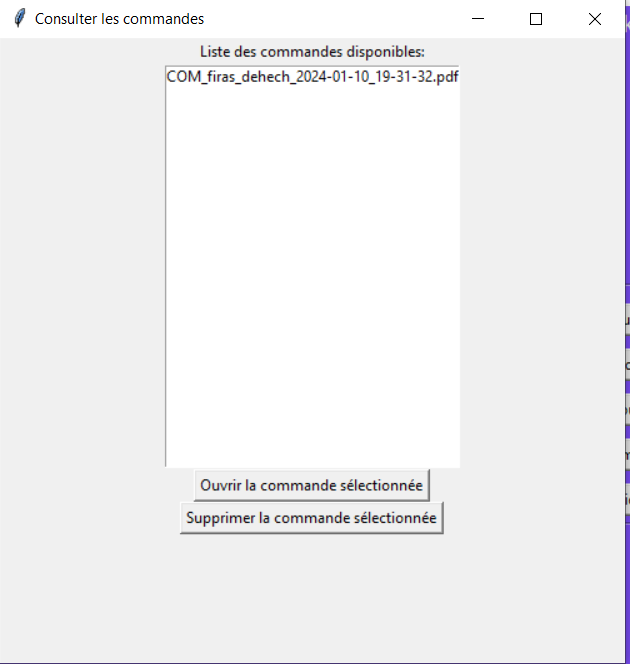 Consulter les commandes
Liste des commandes disponibles:
COM_firas_dehech_2024-01-10_19-31-32.pdf
Ouvrir la commande sélectionnée
Supprimer la commande sélectionnée